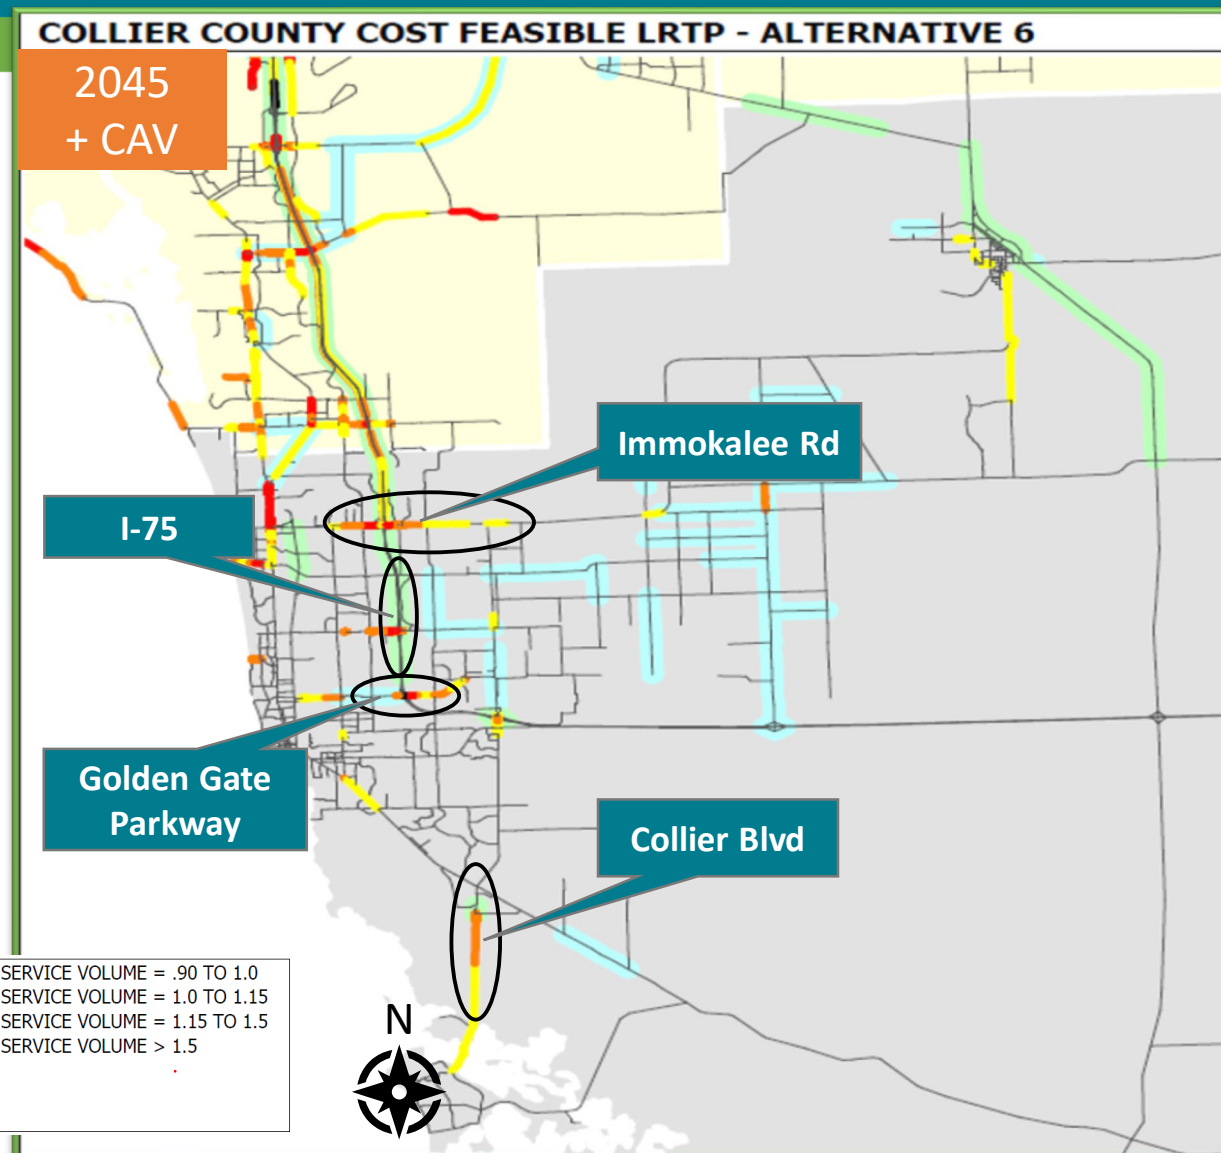 COLLIER COUNTY COST FEASIBLE LRTP - ALTERNATIVE 6
2045
+ CAV
Immokalee Rd
I-75
Golden Gate
Parkway
Collier Blvd
SERVICE VOLUME = .90 TO 1.0
SERVICE VOLUME = 1.0 TO 1.15
SERVICE VOLUME = 1.15 TO 1.5
SERVICE VOLUME > 1.5
N